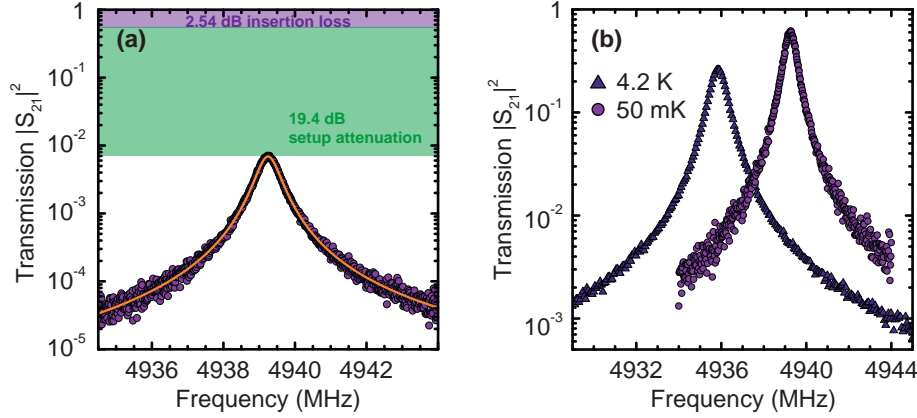 2.54 dB insertion loss
(a)
19.4 dB
setup attenuation
Transmission |S₂₁|²
1
10⁻¹
10⁻²
10⁻³
10⁻⁴
10⁻⁵
4936 4938 4940 4942
Frequency (MHz)
(b)
4.2 K
50 mK
Transmission |S₂₁|²
1
10⁻¹
10⁻²
10⁻³
4932 4936 4940 4944
Frequency (MHz)